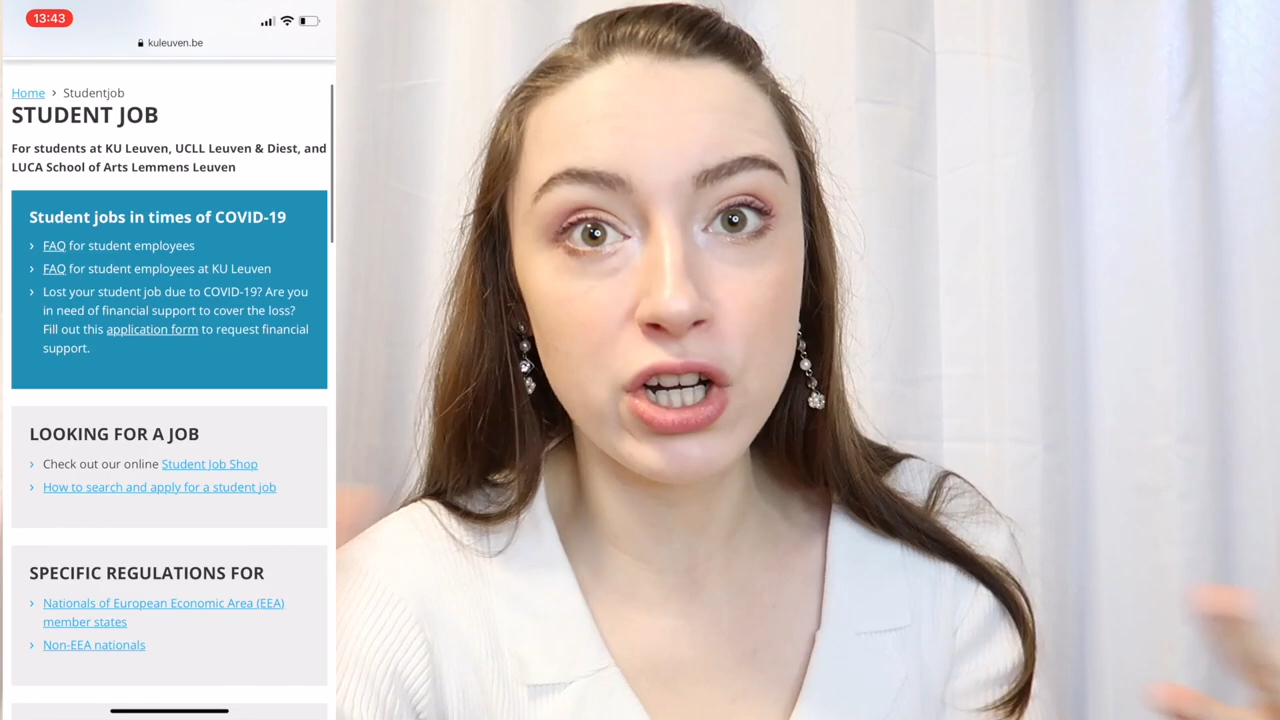 13:43
kuleuven.be
Home > Studentjob
STUDENT JOB
For students at KU Leuven, UCLL Leuven & Diest, and
LUCA School of Arts Lemmens Leuven
Student jobs in times of COVID-19
› FAQ for student employees
› FAQ for student employees at KU Leuven
› Lost your student job due to COVID-19? Are you
in need of financial support to cover the loss?
Fill out this application form to request financial
support.
LOOKING FOR A JOB
› Check out our online Student Job Shop
› How to search and apply for a student job
SPECIFIC REGULATIONS FOR
› Nationals of European Economic Area (EEA)
member states
› Non-EEA nationals